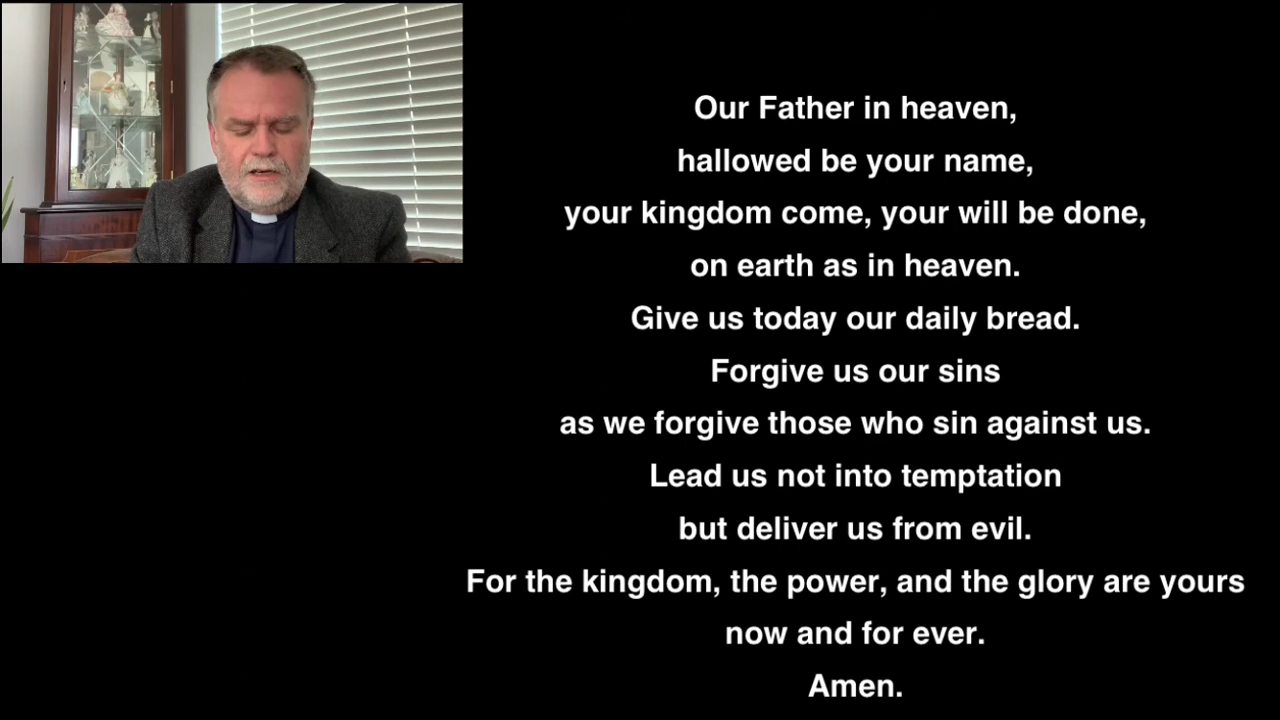 Our Father in heaven,
hallowed be your name,
your kingdom come, your will be done,
on earth as in heaven.
Give us today our daily bread.
Forgive us our sins
as we forgive those who sin against us.
Lead us not into temptation
but deliver us from evil.
For the kingdom, the power, and the glory are yours
now and for ever.
Amen.